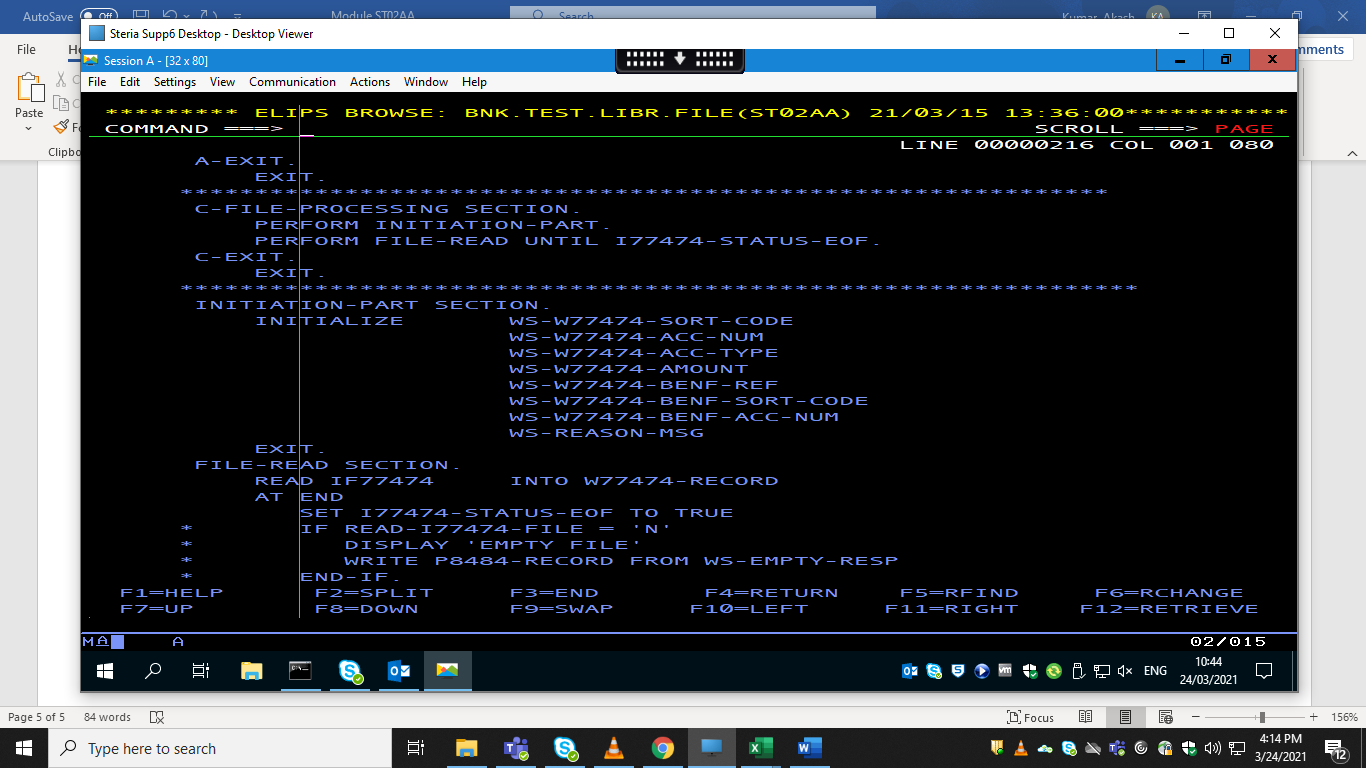 AutoSave Off Module ST02AA Search Kumar, Akash KA
Steria Supp6 Desktop - Desktop Viewer
File
Paste
Session A - [32 x 80]
File Edit Settings View Communication Actions Window Help
********* ELIPS BROWSE: BNK.TEST.LIBR.FILE(ST02AA) 21/03/15 13:36:00***********
COMMAND ===> SCROLL ===> PAGE
LINE 00000216 COL 001 080
A-EXIT.
EXIT.
**************************************************************
C-FILE-PROCESSING SECTION.
PERFORM INITIATION-PART.
PERFORM FILE-READ UNTIL I77474-STATUS-EOF.
C-EXIT.
EXIT.
****************************************************************
INITIATION-PART SECTION.
INITIALIZE WS-W77474-SORT-CODE
WS-W77474-ACC-NUM
WS-W77474-ACC-TYPE
WS-W77474-AMOUNT
WS-W77474-BENF-REF
WS-W77474-BENF-SORT-CODE
WS-W77474-BENF-ACC-NUM
WS-REASON-MSG
EXIT.
FILE-READ SECTION.
READ IF77474 INTO W77474-RECORD
AT END
SET I77474-STATUS-EOF TO TRUE
* IF READ-I77474-FILE = 'N'
* DISPLAY 'EMPTY FILE'
* WRITE P8484-RECORD FROM WS-EMPTY-RESP
* END-IF.
F1=HELP F2=SPLIT F3=END F4=RETURN F5=RFIND F6=RCHANGE
F7=UP F8=DOWN F9=SWAP F10=LEFT F11=RIGHT F12=RETRIEVE
MA A 02/015
ENG 10:44
24/03/2021
Page 5 of 5 84 words Focus 156%
Type here to search 4:14 PM
3/24/2021 12